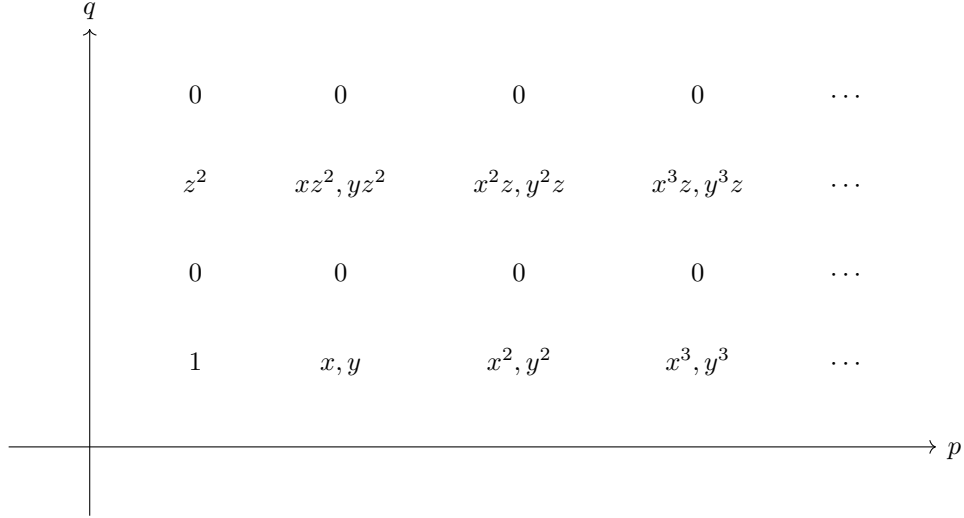 q
0 0 0 0 ⋯
z² xz², yz² x²z, y²z x³z, y³z ⋯
0 0 0 0 ⋯
1 x, y x², y² x³, y³ ⋯
p